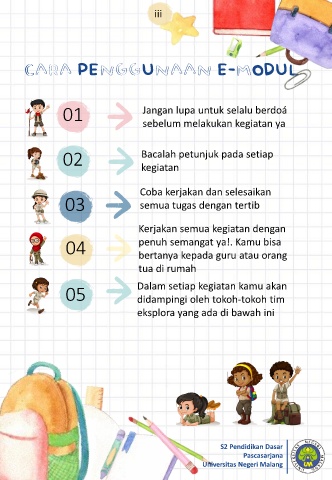 iii
CARA PENGGUNAAN E-MODUL
01
Jangan lupa untuk selalu berdoá
sebelum melakukan kegiatan ya
02
Bacalah petunjuk pada setiap
kegiatan
03
Coba kerjakan dan selesaikan
semua tugas dengan tertib
04
Kerjakan semua kegiatan dengan
penuh semangat ya!. Kamu bisa
bertanya kepada guru atau orang
tua di rumah
05
Dalam setiap kegiatan kamu akan
didampingi oleh tokoh-tokoh tim
eksplora yang ada di bawah ini
S2 Pendidikan Dasar
Pascasarjana
Universitas Negeri Malang